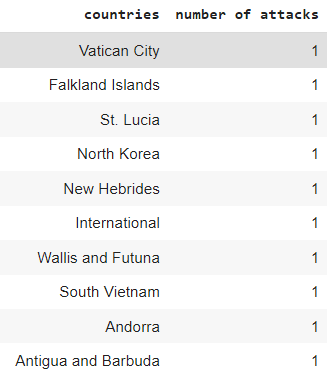 countries number of attacks
Vatican City 1
Falkland Islands 1
St. Lucia 1
North Korea 1
New Hebrides 1
International 1
Wallis and Futuna 1
South Vietnam 1
Andorra 1
Antigua and Barbuda 1